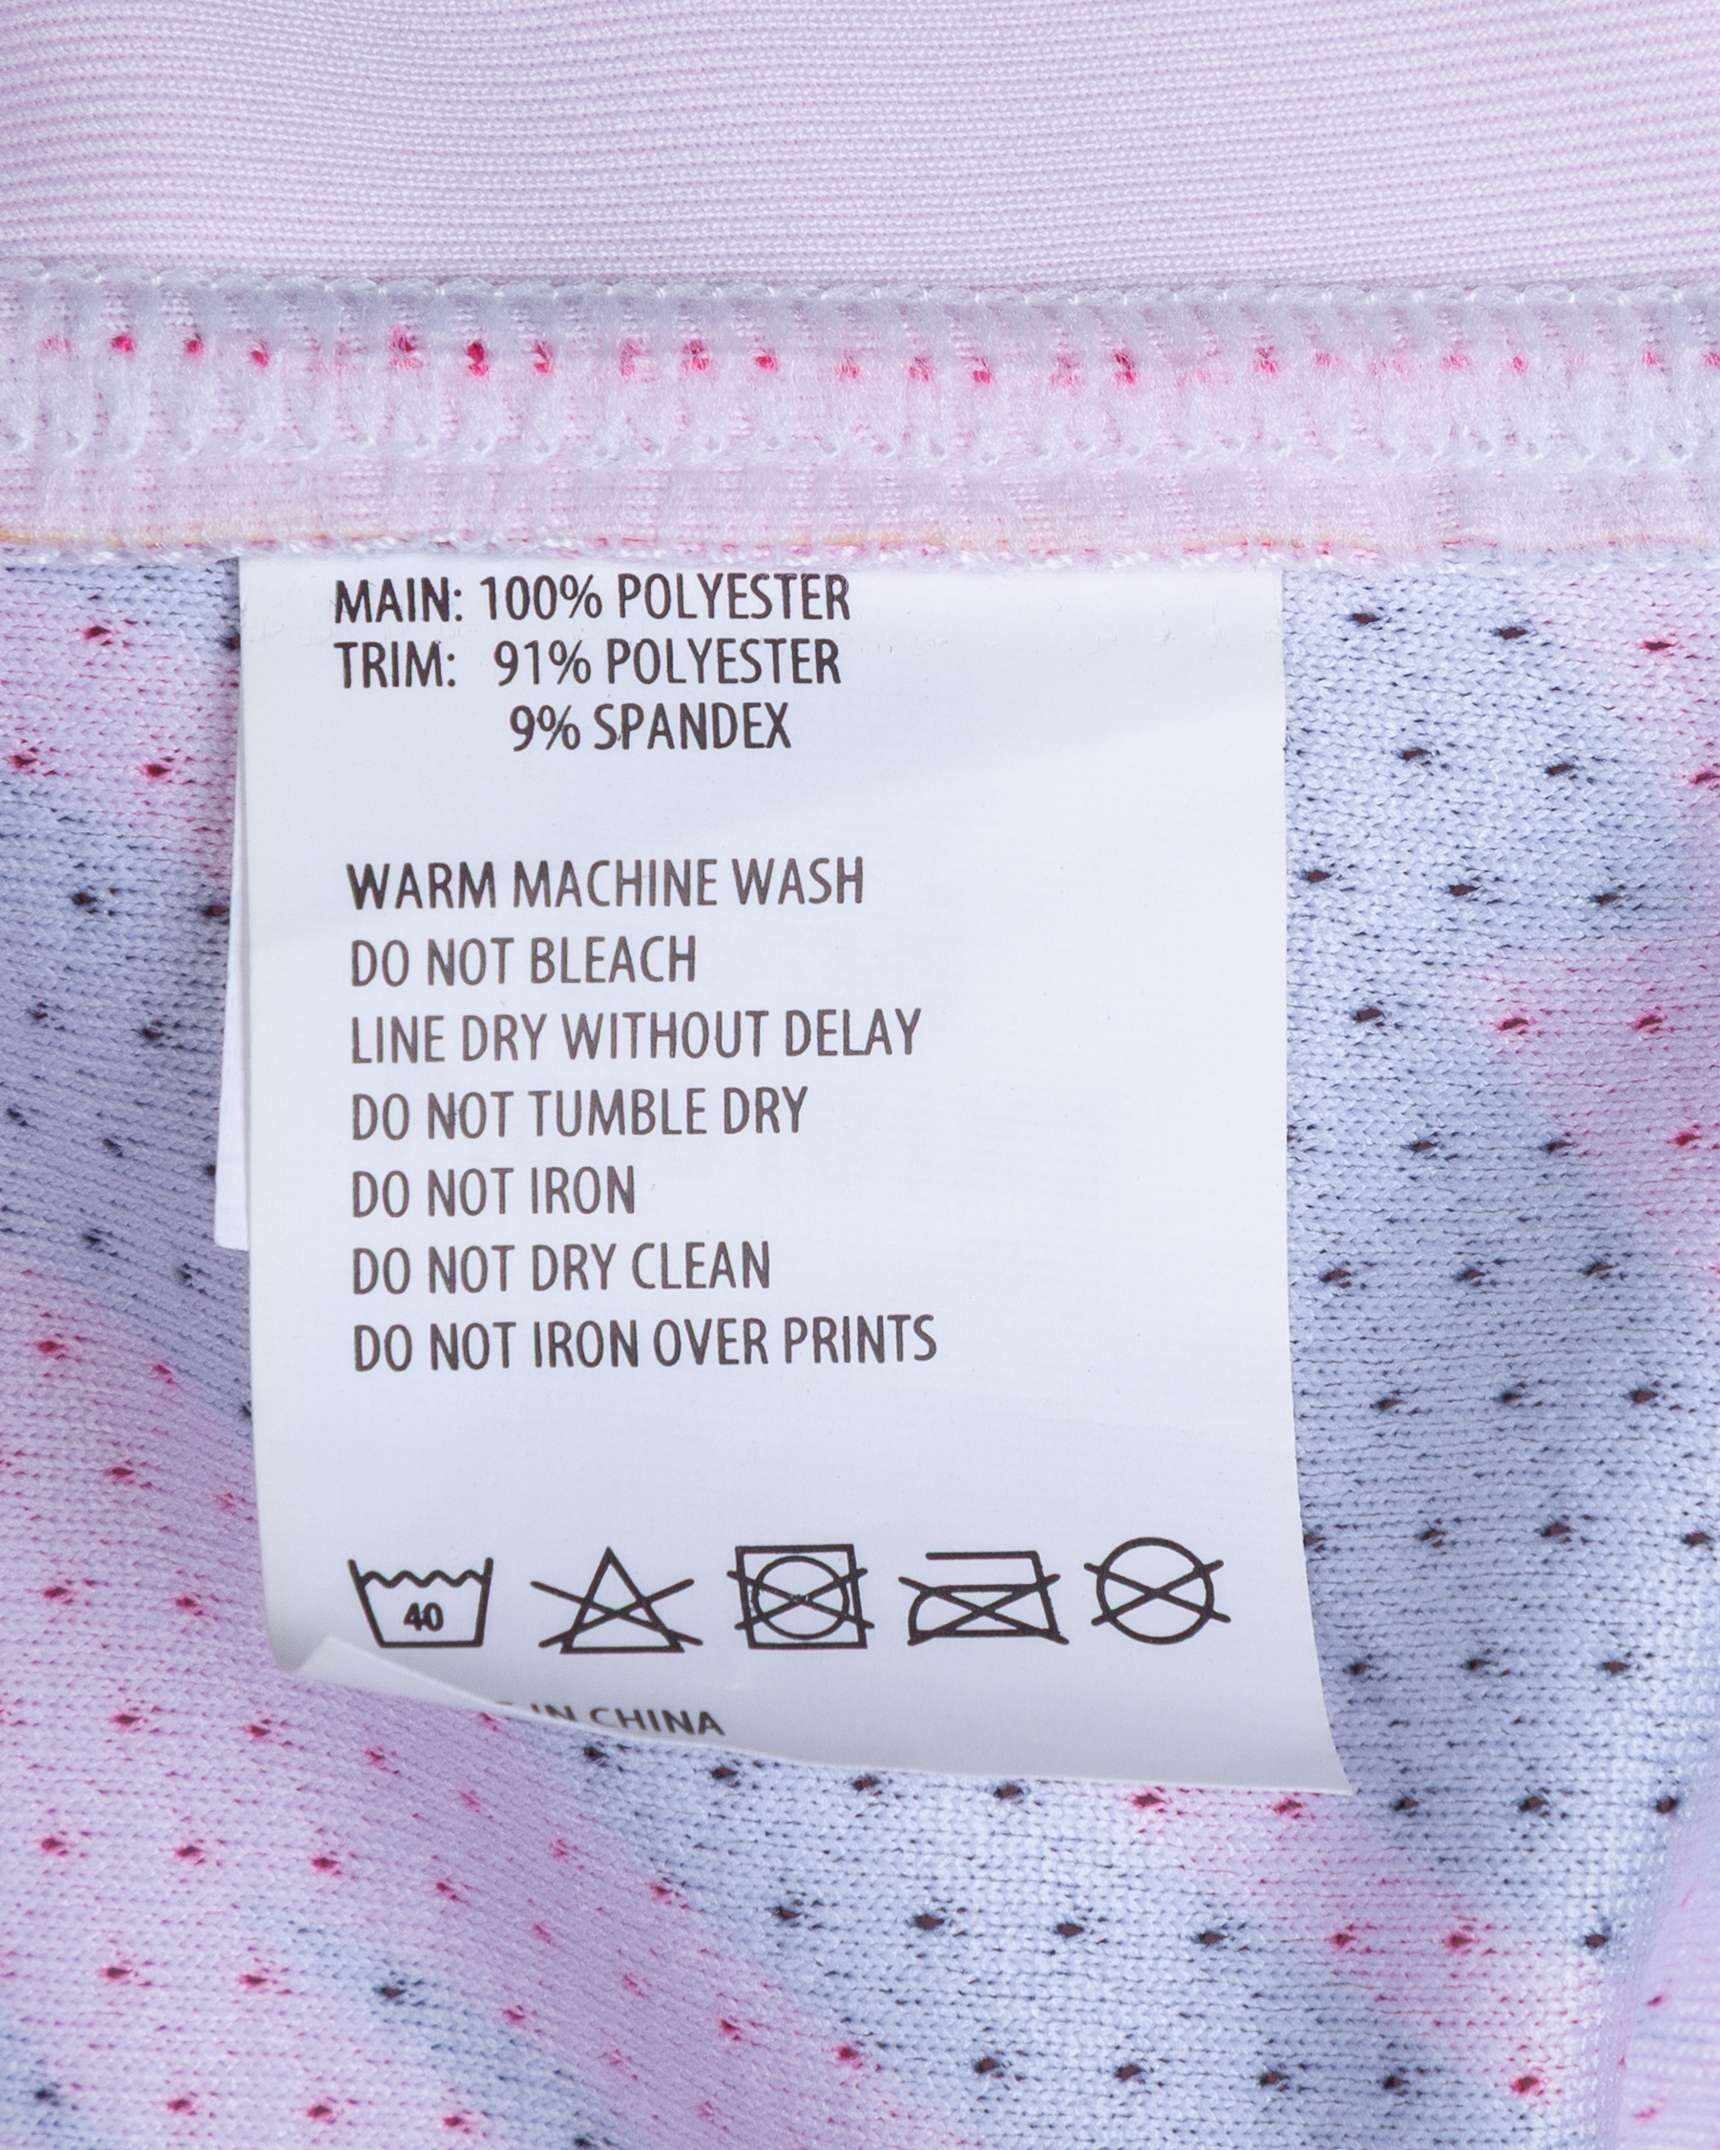 MAIN: 100% POLYESTER
TRIM: 91% POLYESTER
9% SPANDEX
WARM MACHINE WASH
DO NOT BLEACH
LINE DRY WITHOUT DELAY
DO NOT TUMBLE DRY
DO NOT IRON
DO NOT DRY CLEAN
DO NOT IRON OVER PRINTS
40
IN CHINA